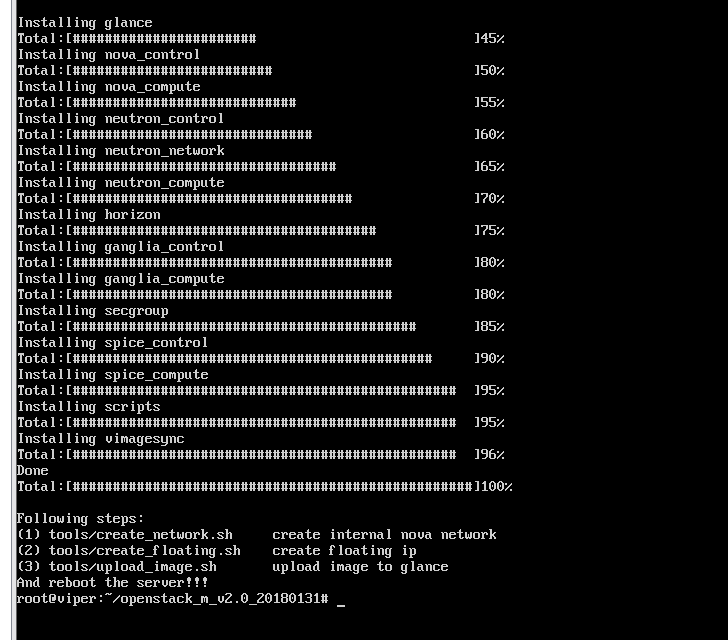 Installing glance
Total:[####################### ]45%
Installing nova_control
Total:[######################### ]50%
Installing nova_compute
Total:[############################ ]55%
Installing neutron_control
Total:[############################## ]60%
Installing neutron_network
Total:[################################# ]65%
Installing neutron_compute
Total:[################################### ]70%
Installing horizon
Total:[###################################### ]75%
Installing ganglia_control
Total:[######################################## ]80%
Installing ganglia_compute
Total:[######################################## ]80%
Installing secgroup
Total:[########################################### ]85%
Installing spice_control
Total:[############################################# ]90%
Installing spice_compute
Total:[################################################ ]95%
Installing scripts
Total:[################################################ ]95%
Installing vimagesync
Total:[################################################ ]96%
Done
Total:[##################################################]100%
Following steps:
(1) tools/create_network.sh create internal nova network
(2) tools/create_floating.sh create floating ip
(3) tools/upload_image.sh upload image to glance
And reboot the server!!!
root@viper:~/openstack_m_v2.0_20180131# _